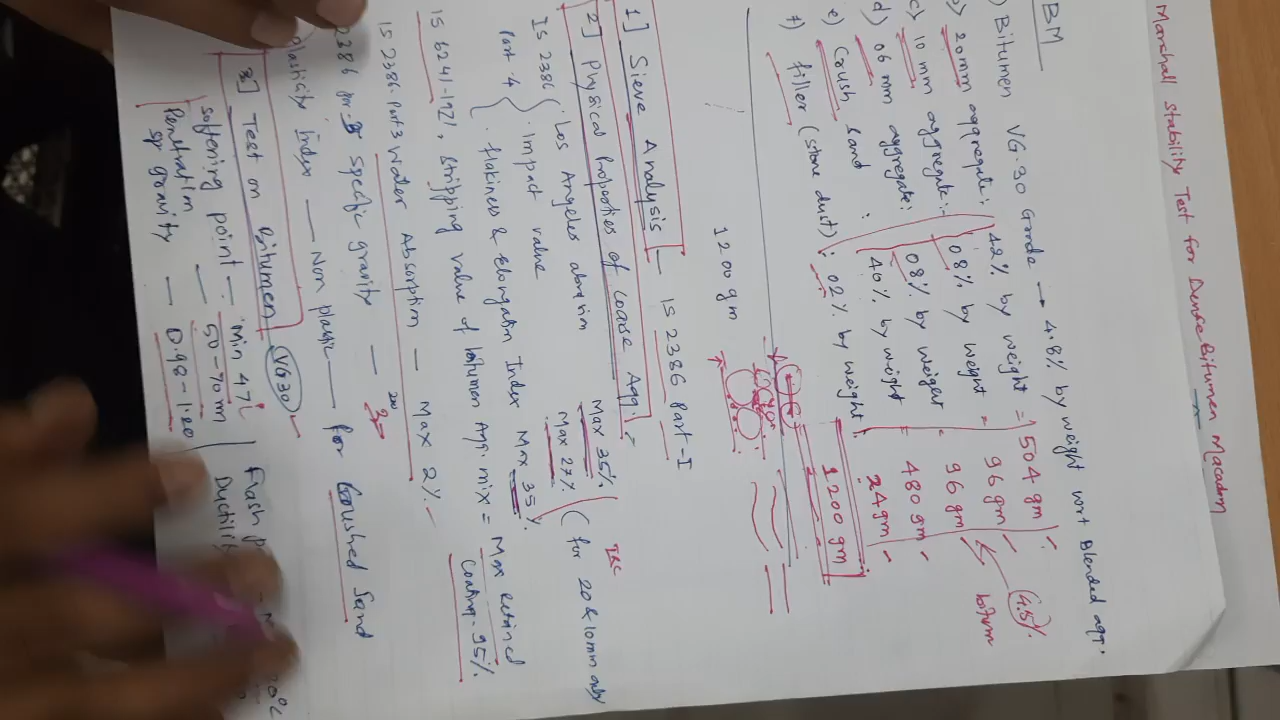 Marshall stability Test for Dense Bitumen Macadam
BM
) Bitumen VG-30 Grade → 4.8% by weight wrt Blended agg.
b) 20mm aggregate: 42% by weight = 504 gm
c) 10 mm aggregate:- 08% by weight = 96 gm
d) 06 mm aggregate: 08% by weight = 96 gm
e) Crush sand : 40% by weight = 480 gm
f) filler (stone dust): 02% by weight: 24 gm
1200 gm
4.8%
bitum
1200 gm
1] Sieve Analysis — IS 2386 Part-I
2] Physical Properties of Coarse Agg. =
IS 2386 Part 4
Los Angeles abrasion Max 35%
Impact value Max 27%
flakiness & Elongation Index Max 35%
(for 20 & 10mm only
IS 6241-1971, Stripping value of bitumen Agg. mix = Max retained Coating - 95%
IS 2386-Part 3 Water Absorption — Max 2%
2386 specific gravity —
Plasticity Index — Non plastic — for Crushed Sand
3] Test on Bitumen VG30
Softening point — Min 47
Penetration — 50-70
sp gravity — 0.98-1.20
flash
Ductility